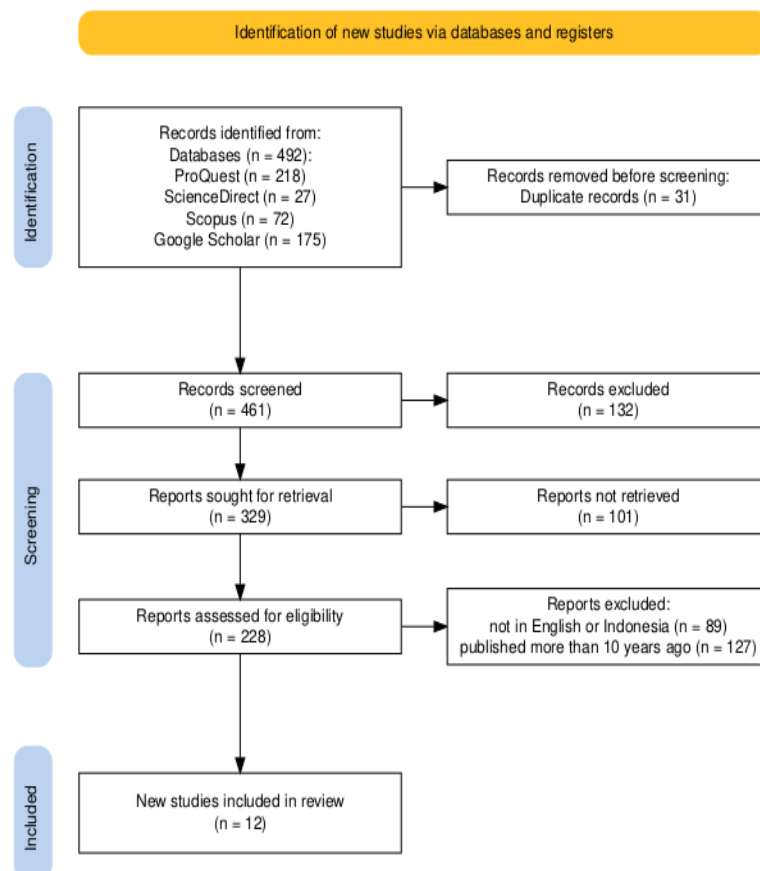 Identification of new studies via databases and registers
Identification
Records identified from:
Databases (n = 492):
ProQuest (n = 218)
ScienceDirect (n = 27)
Scopus (n = 72)
Google Scholar (n = 175)
Records removed before screening:
Duplicate records (n = 31)
Screening
Records screened
(n = 461)
Records excluded
(n = 132)
Reports sought for retrieval
(n = 329)
Reports not retrieved
(n = 101)
Reports assessed for eligibility
(n = 228)
Reports excluded:
not in English or Indonesia (n = 89)
published more than 10 years ago (n = 127)
Included
New studies included in review
(n = 12)